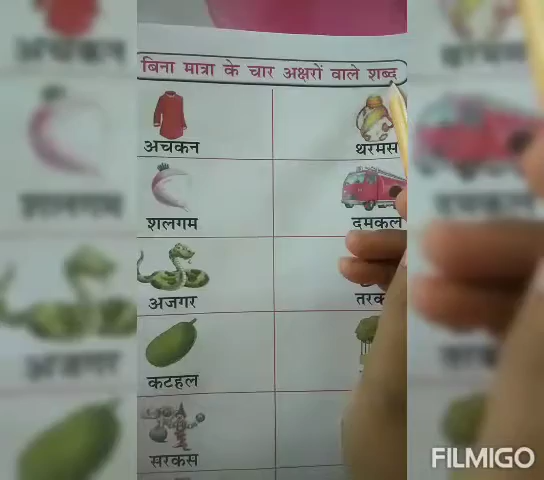 बिना मात्रा के चार अक्षरों वाले शब्द
अचकन
थरमस
शलगम
दमकल
अजगर
कटहल
सरकस
FILMIGO